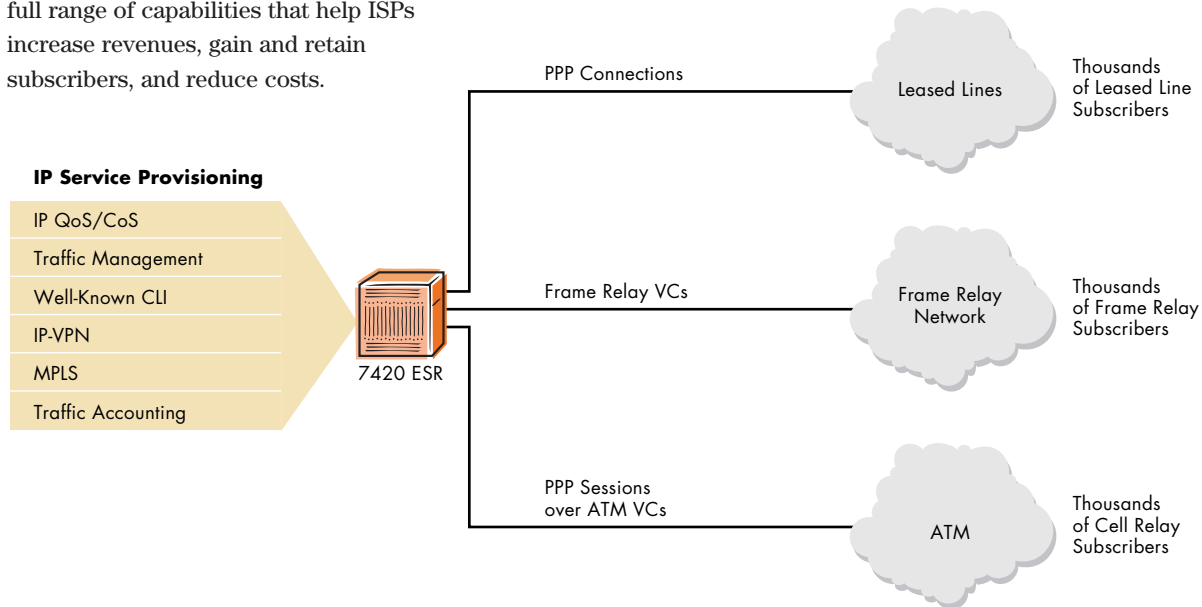 full range of capabilities that help ISPs
increase revenues, gain and retain
subscribers, and reduce costs.
IP Service Provisioning
IP QoS/CoS
Traffic Management
Well-Known CLI
IP-VPN
MPLS
Traffic Accounting
7420 ESR
PPP Connections
Leased Lines
Thousands
of Leased Line
Subscribers
Frame Relay VCs
Frame Relay
Network
Thousands
of Frame Relay
Subscribers
PPP Sessions
over ATM VCs
ATM
Thousands
of Cell Relay
Subscribers